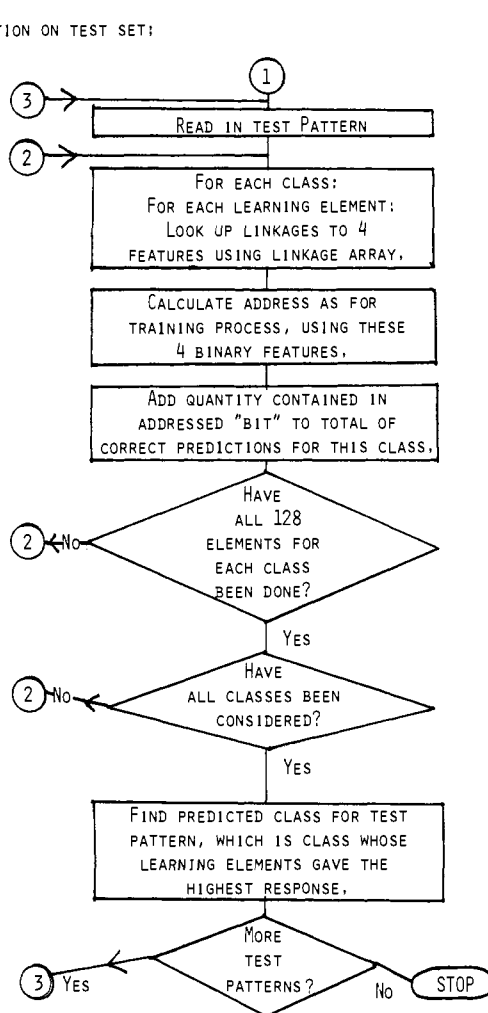 TION ON TEST SET:
1
3
READ IN TEST PATTERN
2
FOR EACH CLASS:
FOR EACH LEARNING ELEMENT:
LOOK UP LINKAGES TO 4
FEATURES USING LINKAGE ARRAY.
CALCULATE ADDRESS AS FOR
TRAINING PROCESS, USING THESE
4 BINARY FEATURES.
ADD QUANTITY CONTAINED IN
ADDRESSED "BIT" TO TOTAL OF
CORRECT PREDICTIONS FOR THIS CLASS.
HAVE
ALL 128
ELEMENTS FOR
EACH CLASS
BEEN DONE?
2 NO
YES
HAVE
ALL CLASSES BEEN
CONSIDERED?
2 NO
YES
FIND PREDICTED CLASS FOR TEST
PATTERN, WHICH IS CLASS WHOSE
LEARNING ELEMENTS GAVE THE
HIGHEST RESPONSE.
MORE
TEST
PATTERNS?
3 YES
NO STOP